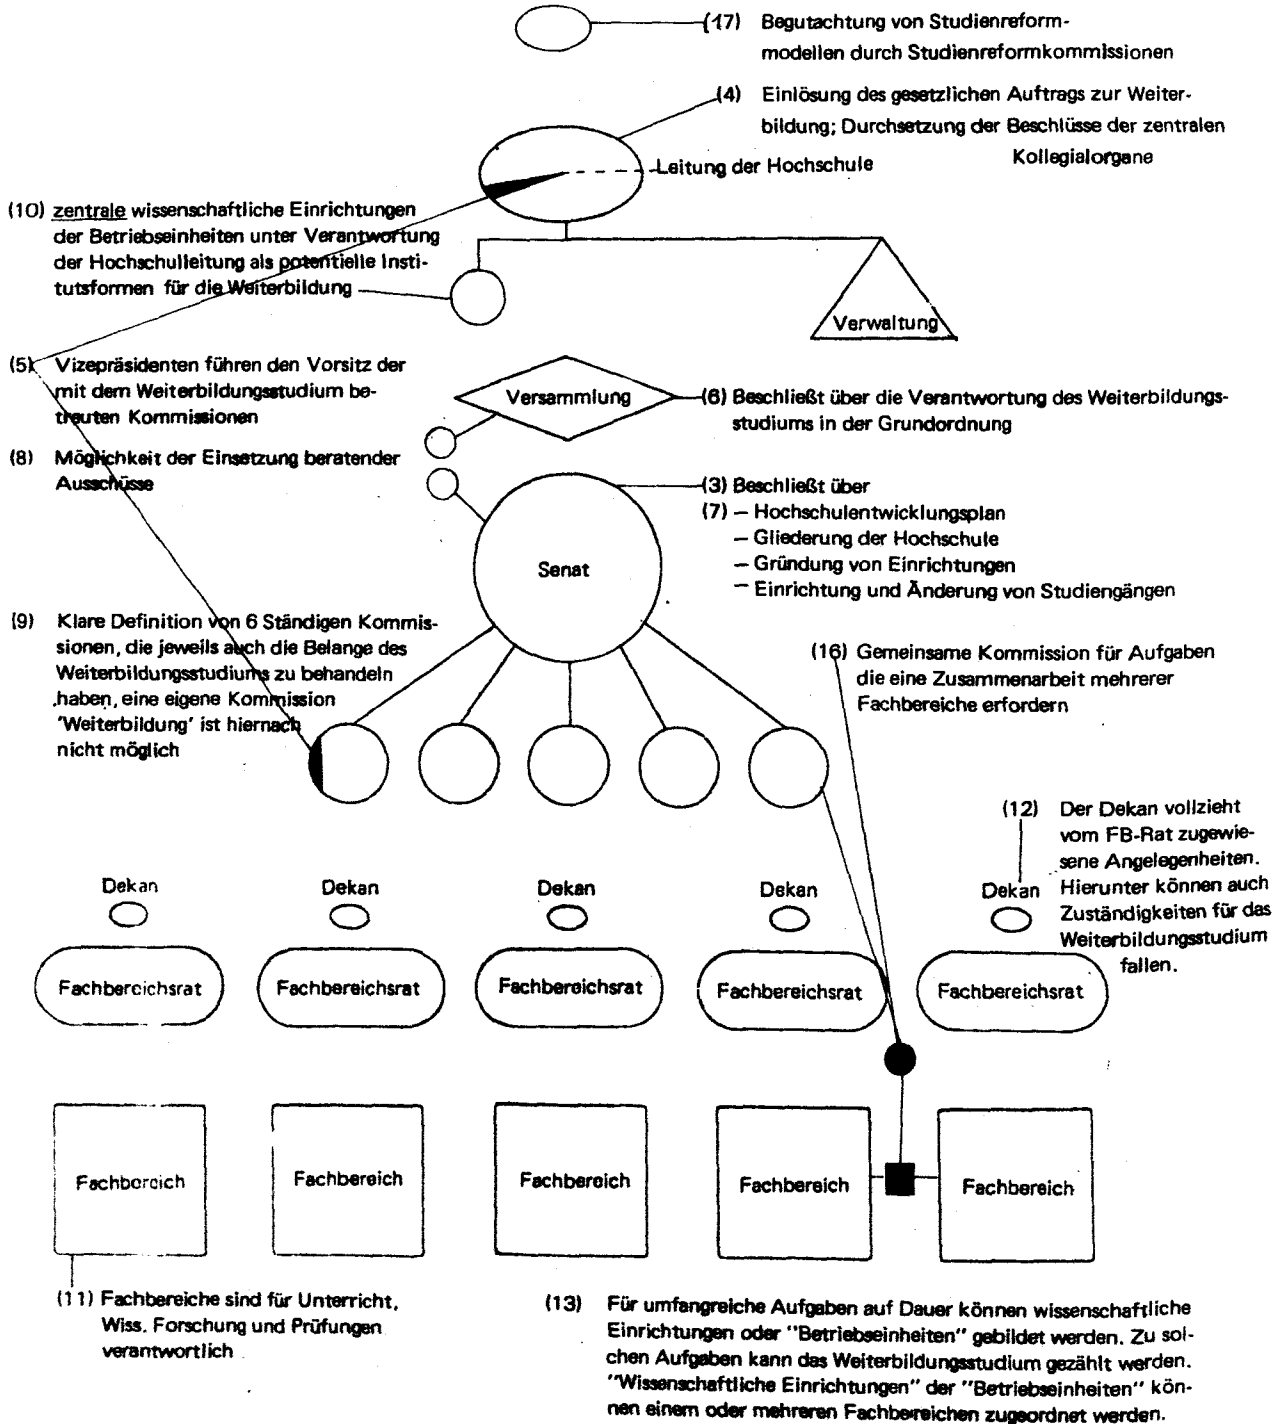 (17) Begutachtung von Studienreform-
modellen durch Studienreformkommissionen
(4) Einlösung des gesetzlichen Auftrags zur Weiter-
bildung; Durchsetzung der Beschlüsse der zentralen
Kollegialorgane
Leitung der Hochschule
(10) zentrale wissenschaftliche Einrichtungen
der Betriebseinheiten unter Verantwortung
der Hochschulleitung als potentielle Insti-
tutsformen für die Weiterbildung
Verwaltung
(5) Vizepräsidenten führen den Vorsitz der
mit dem Weiterbildungsstudium be-
treuten Kommissionen
Versammlung
(6) Beschließt über die Verantwortung des Weiterbildungs-
studiums in der Grundordnung
(8) Möglichkeit der Einsetzung beratender
Ausschüsse
(3) Beschließt über
(7) – Hochschulentwicklungsplan
– Gliederung der Hochschule
– Gründung von Einrichtungen
– Einrichtung und Änderung von Studiengängen
Senat
(9) Klare Definition von 6 Ständigen Kommis-
sionen, die jeweils auch die Belange des
Weiterbildungsstudiums zu behandeln
haben, eine eigene Kommission
'Weiterbildung' ist hiernach
nicht möglich
(16) Gemeinsame Kommission für Aufgaben
die eine Zusammenarbeit mehrerer
Fachbereiche erfordern
(12) Der Dekan vollzieht
vom FB-Rat zugewie-
sene Angelegenheiten.
Hierunter können auch
Zuständigkeiten für das
Weiterbildungsstudium
fallen.
Dekan Dekan Dekan Dekan Dekan
Fachbereichsrat Fachbereichsrat Fachbereichsrat Fachbereichsrat Fachbereichsrat
Fachbereich Fachbereich Fachbereich Fachbereich Fachbereich
(11) Fachbereiche sind für Unterricht,
Wiss. Forschung und Prüfungen
verantwortlich
(13) Für umfangreiche Aufgaben auf Dauer können wissenschaftliche
Einrichtungen oder "Betriebseinheiten" gebildet werden. Zu sol-
chen Aufgaben kann das Weiterbildungsstudium gezählt werden.
"Wissenschaftliche Einrichtungen" der "Betriebseinheiten" kön-
nen einem oder mehreren Fachbereichen zugeordnet werden.